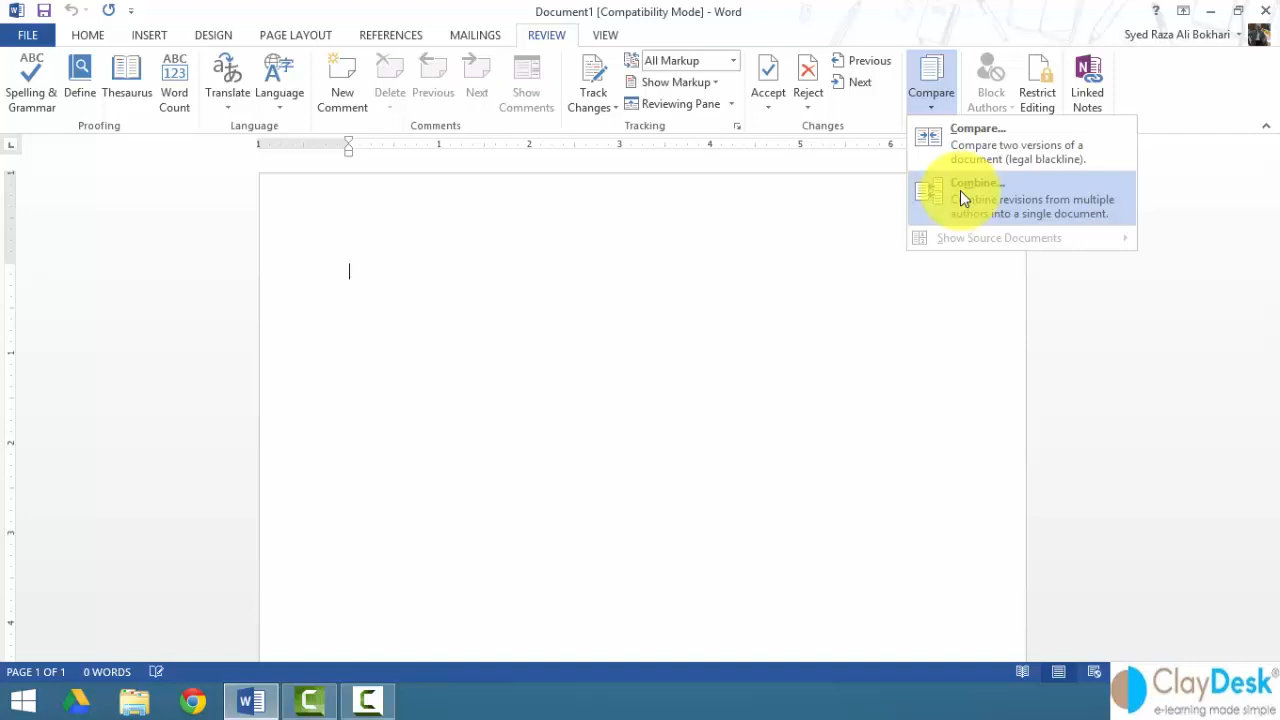 Document1 [Compatibility Mode] - Word
?
FILE HOME INSERT DESIGN PAGE LAYOUT REFERENCES MAILINGS REVIEW VIEW
Syed Raza Ali Bokhari
ABC
Spelling &
Grammar
Define
Thesaurus
ABC
123
Word
Count
Proofing
Translate
Language
Language
New
Comment
Delete
Previous
Next
Show
Comments
Comments
Track
Changes
All Markup
Show Markup
Reviewing Pane
Tracking
Accept
Reject
Previous
Next
Changes
Compare
Block
Authors
Restrict
Editing
Linked
Notes
Compare...
Compare two versions of a
document (legal blackline).
Combine...
Combine revisions from multiple
authors into a single document.
Show Source Documents
1 1 2 3 4 5 6
1
1
2
3
4
PAGE 1 OF 1 0 WORDS
ClayDesk®
e-learning made simple